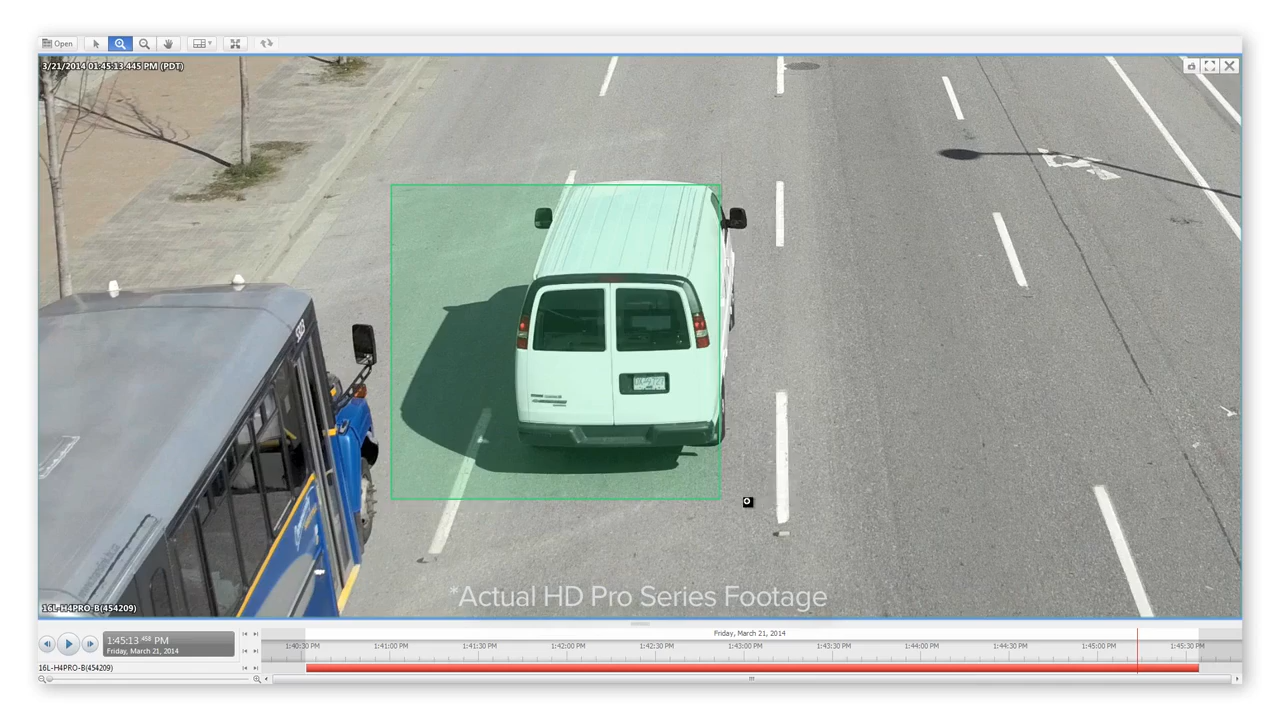 Open
3/21/2014 01:45:13.445 PM (PDT)
16L-H4PRO-B(454209)
*Actual HD Pro Series Footage
1:45:13 458 PM
Friday, March 21, 2014
Friday, March 21, 2014
1:40:30 PM 1:41:00 PM 1:41:30 PM 1:42:00 PM 1:42:30 PM 1:43:00 PM 1:43:30 PM 1:44:00 PM 1:44:30 PM 1:45:00 PM 1:45:30 PM
16L-H4PRO-B(454209)